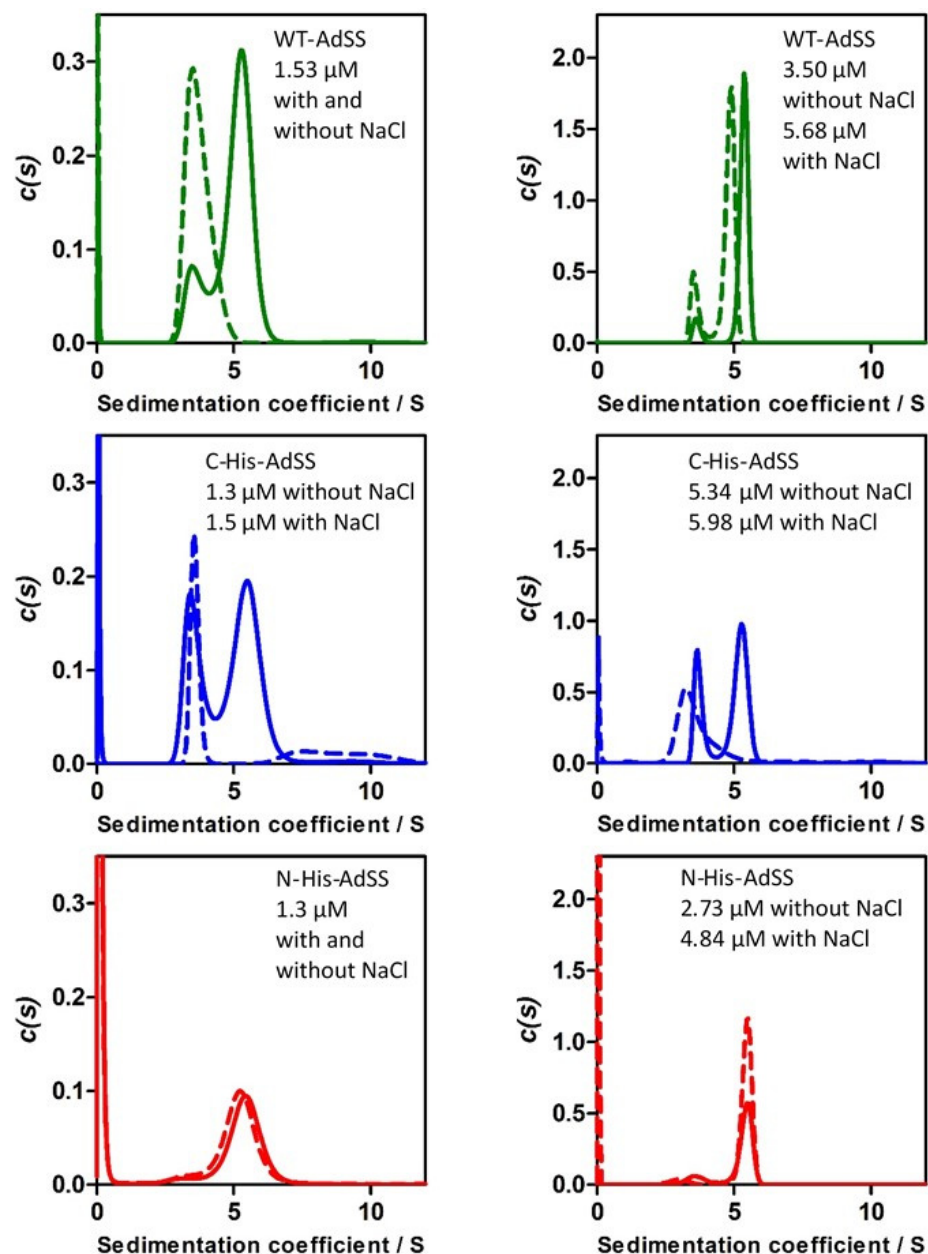 WT-AdSS
1.53 µM
with and
without NaCl
c(s)
0.3
0.2
0.1
0.0
0 5 10
Sedimentation coefficient / S
WT-AdSS
3.50 µM
without NaCl
5.68 µM
with NaCl
c(s)
2.0
1.5
1.0
0.5
0.0
0 5 10
Sedimentation coefficient / S
C-His-AdSS
1.3 µM without NaCl
1.5 µM with NaCl
c(s)
0.3
0.2
0.1
0.0
0 5 10
Sedimentation coefficient / S
C-His-AdSS
5.34 µM without NaCl
5.98 µM with NaCl
c(s)
2.0
1.5
1.0
0.5
0.0
0 5 10
Sedimentation coefficient / S
N-His-AdSS
1.3 µM
with and
without NaCl
c(s)
0.3
0.2
0.1
0.0
0 5 10
Sedimentation coefficient / S
N-His-AdSS
2.73 µM without NaCl
4.84 µM with NaCl
c(s)
2.0
1.5
1.0
0.5
0.0
0 5 10
Sedimentation coefficient / S